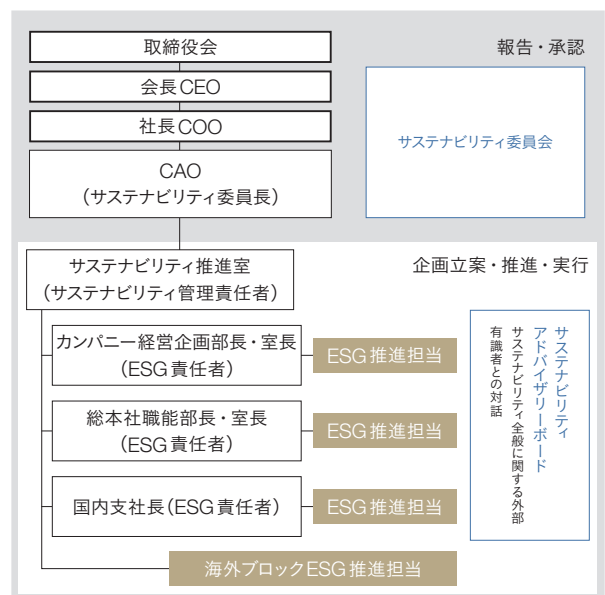 取締役会
報告・承認
会長CEO
社長COO
サステナビリティ委員会
CAO
(サステナビリティ委員長)
サステナビリティ推進室
(サステナビリティ管理責任者)
企画立案・推進・実行
カンパニー経営企画部長・室長
(ESG責任者)
ESG推進担当
総本社職能部長・室長
(ESG責任者)
ESG推進担当
国内支社長(ESG責任者)
ESG推進担当
海外ブロックESG推進担当
サステナビリティ
アドバイザリーボード
サステナビリティ全般に関する外部
有識者との対話